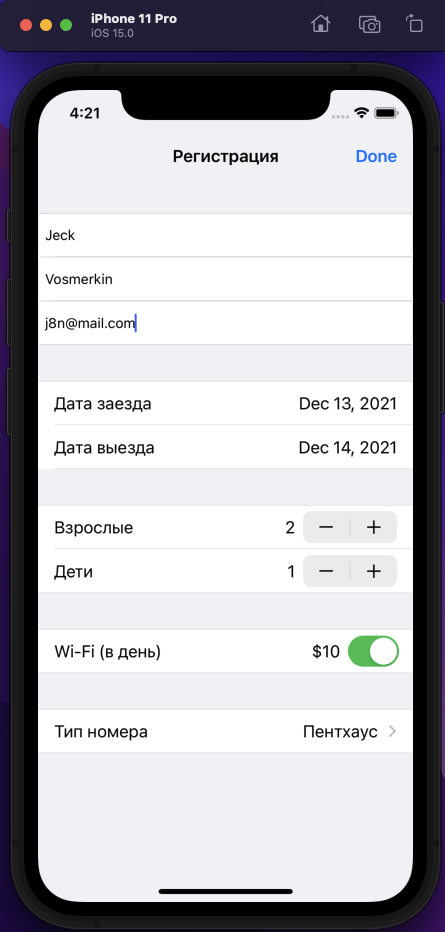 iPhone 11 Pro
iOS 15.0
4:21
Регистрация Done
Jeck
Vosmerkin
j8n@mail.com
Дата заезда Dec 13, 2021
Дата выезда Dec 14, 2021
Взрослые 2 − +
Дети 1 − +
Wi-Fi (в день) $10
Тип номера Пентхаус